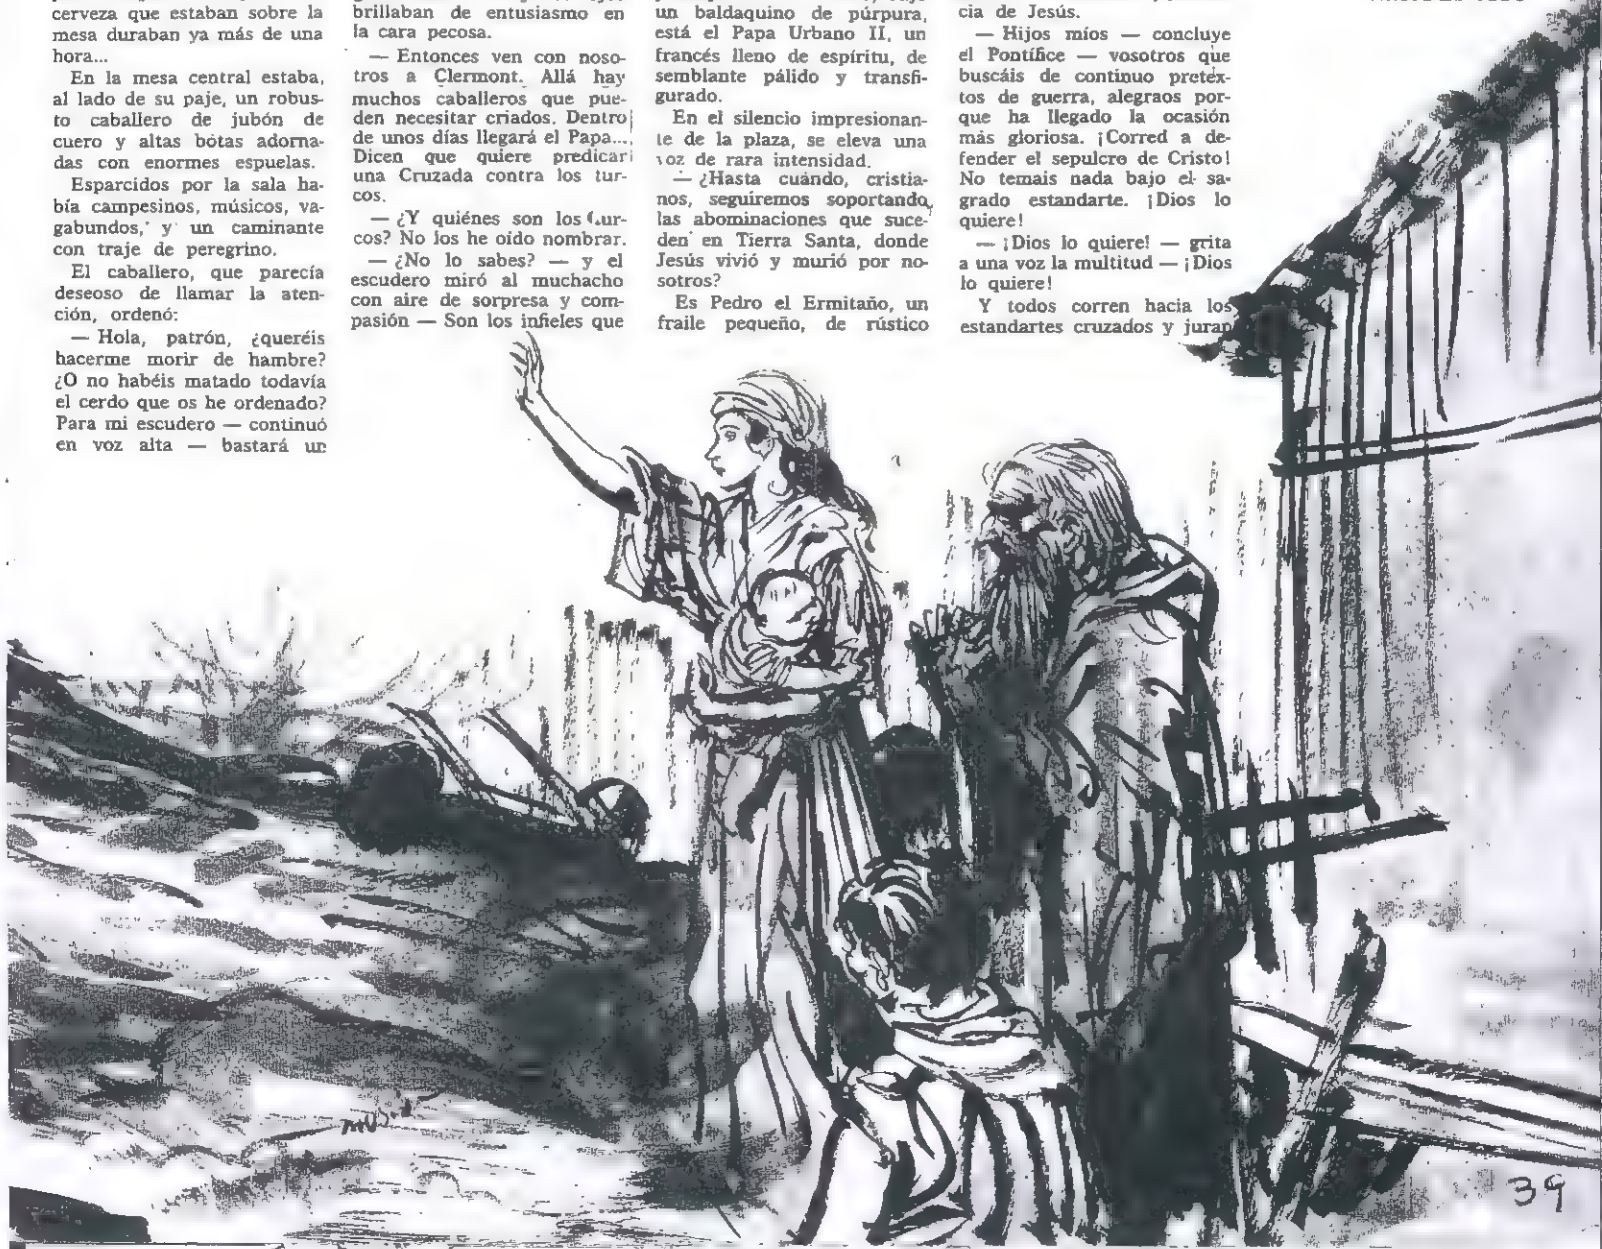 cerveza que estaban sobre la
mesa duraban ya más de una
hora...
En la mesa central estaba,
al lado de su paje, un robus-
to caballero de jubón de
cuero y altas botas adorna-
das con enormes espuelas.
Esparcidos por la sala ha-
bía campesinos, músicos, va-
gabundos, y un caminante
con traje de peregrino.
El caballero, que parecía
deseoso de llamar la aten-
ción, ordenó:
— Hola, patrón, ¿queréis
hacerme morir de hambre?
¿O no habéis matado todavía
el cerdo que os he ordenado?
Para mi escudero — continuó
en voz alta — bastará un
brillaban de entusiasmo en
la cara pecosa.
— Entonces ven con noso-
tros a Clermont. Allá hay
muchos caballeros que pue-
den necesitar criados. Dentro
de unos días llegará el Papa...
Dicen que quiere predicar
una Cruzada contra los tur-
cos.
— ¿Y quiénes son los tur-
cos? No los he oído nombrar.
— ¿No lo sabes? — y el
escudero miró al muchacho
con aire de sorpresa y com-
pasión — Son los infieles que
un baldaquino de púrpura,
está el Papa Urbano II, un
francés lleno de espíritu, de
semblante pálido y transfi-
gurado.
En el silencio impresionan-
te de la plaza, se eleva una
voz de rara intensidad.
— ¿Hasta cuándo, cristia-
nos, seguiremos soportando
las abominaciones que suce-
den en Tierra Santa, donde
Jesús vivió y murió por no-
sotros?
Es Pedro el Ermitaño, un
fraile pequeño, de rústico
cia de Jesús.
— Hijos míos — concluye
el Pontífice — vosotros que
buscáis de continuo pretex-
tos de guerra, alegraos por-
que ha llegado la ocasión
más gloriosa. ¡Corred a de-
fender el sepulcro de Cristo!
No temais nada bajo el sa-
grado estandarte. ¡Dios lo
quiere!
— ¡Dios lo quiere! — grita
a una voz la multitud — ¡Dios
lo quiere!
Y todos corren hacia los
estandartes cruzados y juran
39